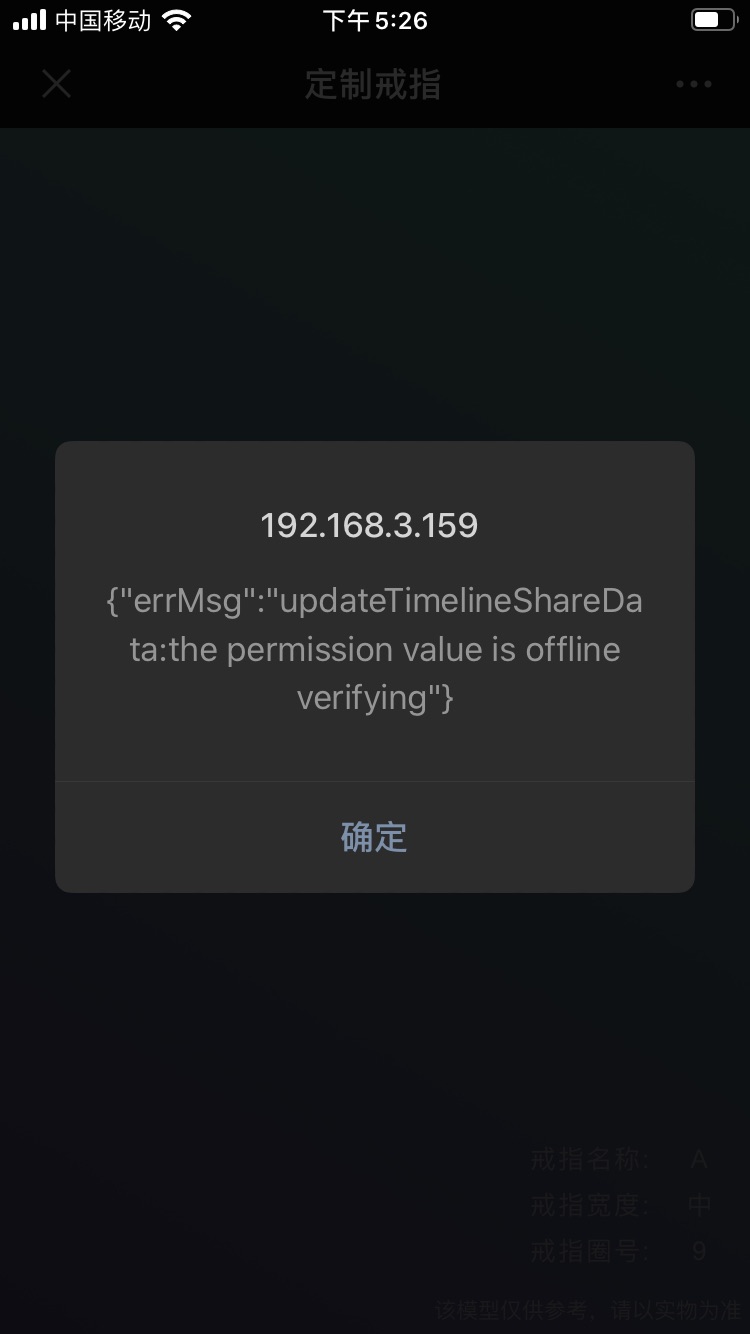 中国移动 下午5:26
定制戒指
192.168.3.159
{"errMsg":"updateTimelineShareDa
ta:the permission value is offline
verifying"}
确定
戒指名称: A
戒指宽度: 中
戒指圈号: 9
该模型仅供参考，请以实物为准